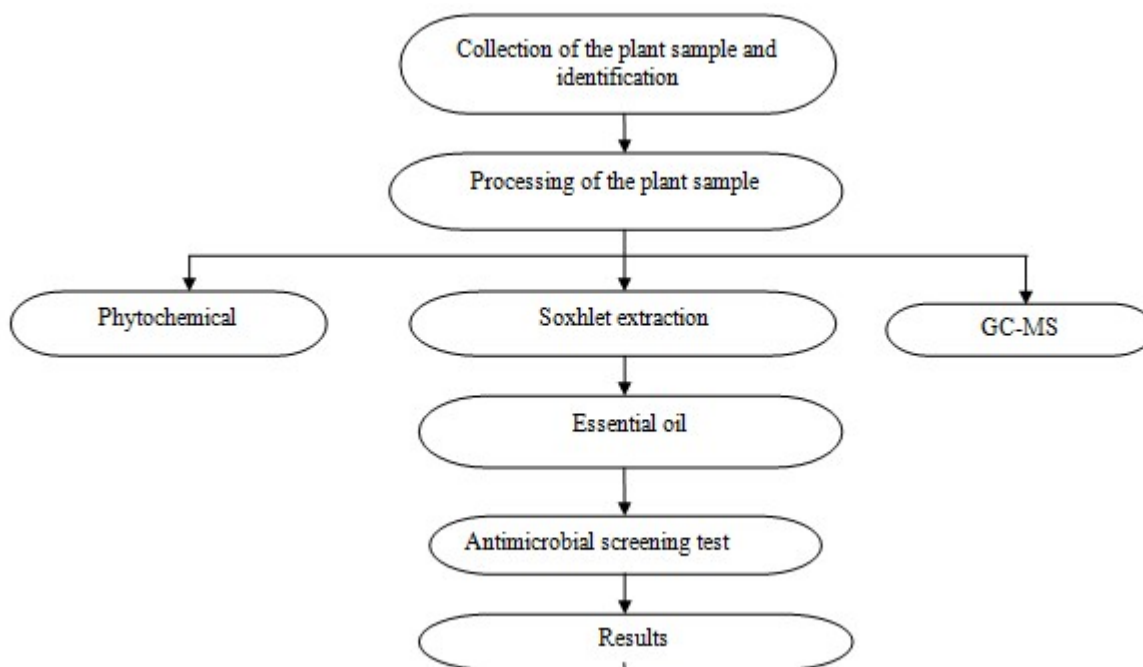 Collection of the plant sample and
identification
Processing of the plant sample
Phytochemical
Soxhlet extraction
GC-MS
Essential oil
Antimicrobial screening test
Results